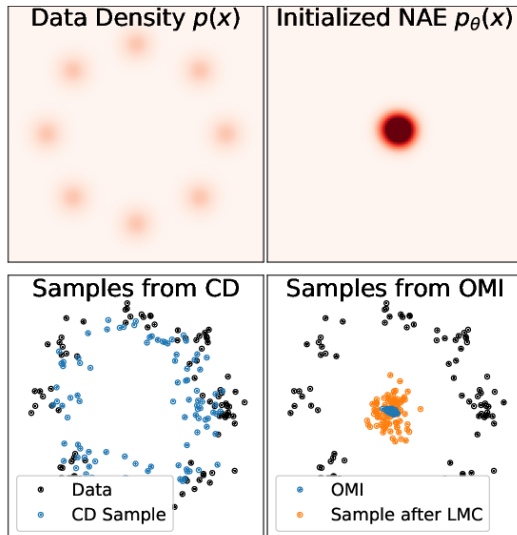 Data Density p(x)
Initialized NAE pθ(x)
Samples from CD
Samples from OMI
Data
CD Sample
OMI
Sample after LMC